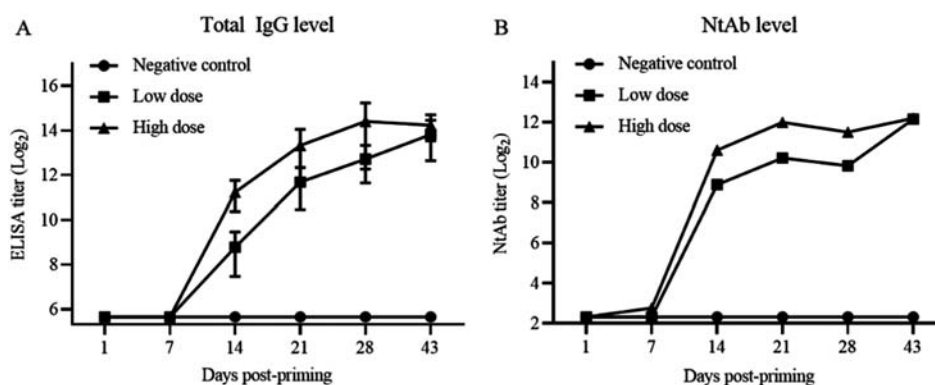 A
Total IgG level
Negative control
Low dose
High dose
ELISA titer (Log2)
16
14
12
10
8
6
1 7 14 21 28 43
Days post-priming
B
NtAb level
Negative control
Low dose
High dose
NtAb titer (Log2)
14
12
10
8
6
4
2
1 7 14 21 28 43
Days post-priming